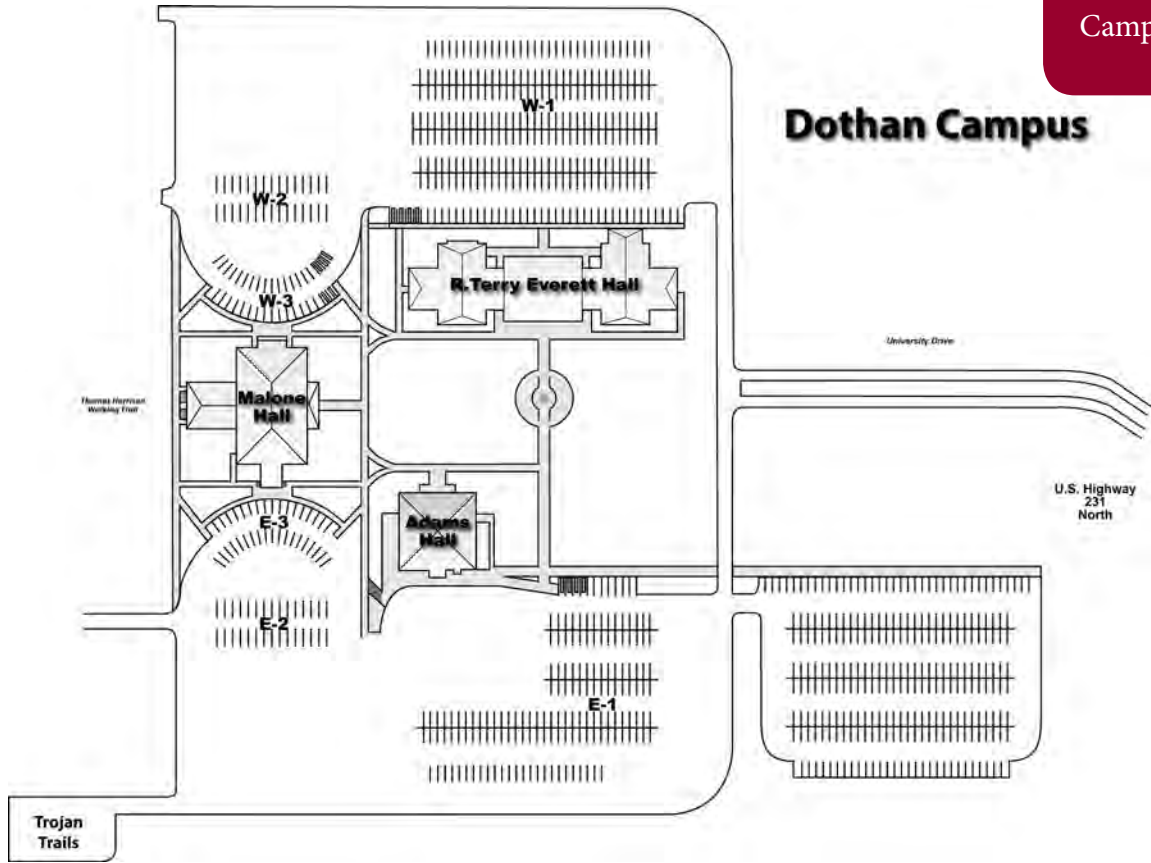 Camp
Dothan Campus
W-1
W-2
W-3
R.Terry Everett Hall
University Drive
Thomas Harrison
Walking Trail
Malone
Hall
U.S. Highway
231
North
E-3
Adams
Hall
E-2
E-1
Trojan
Trails